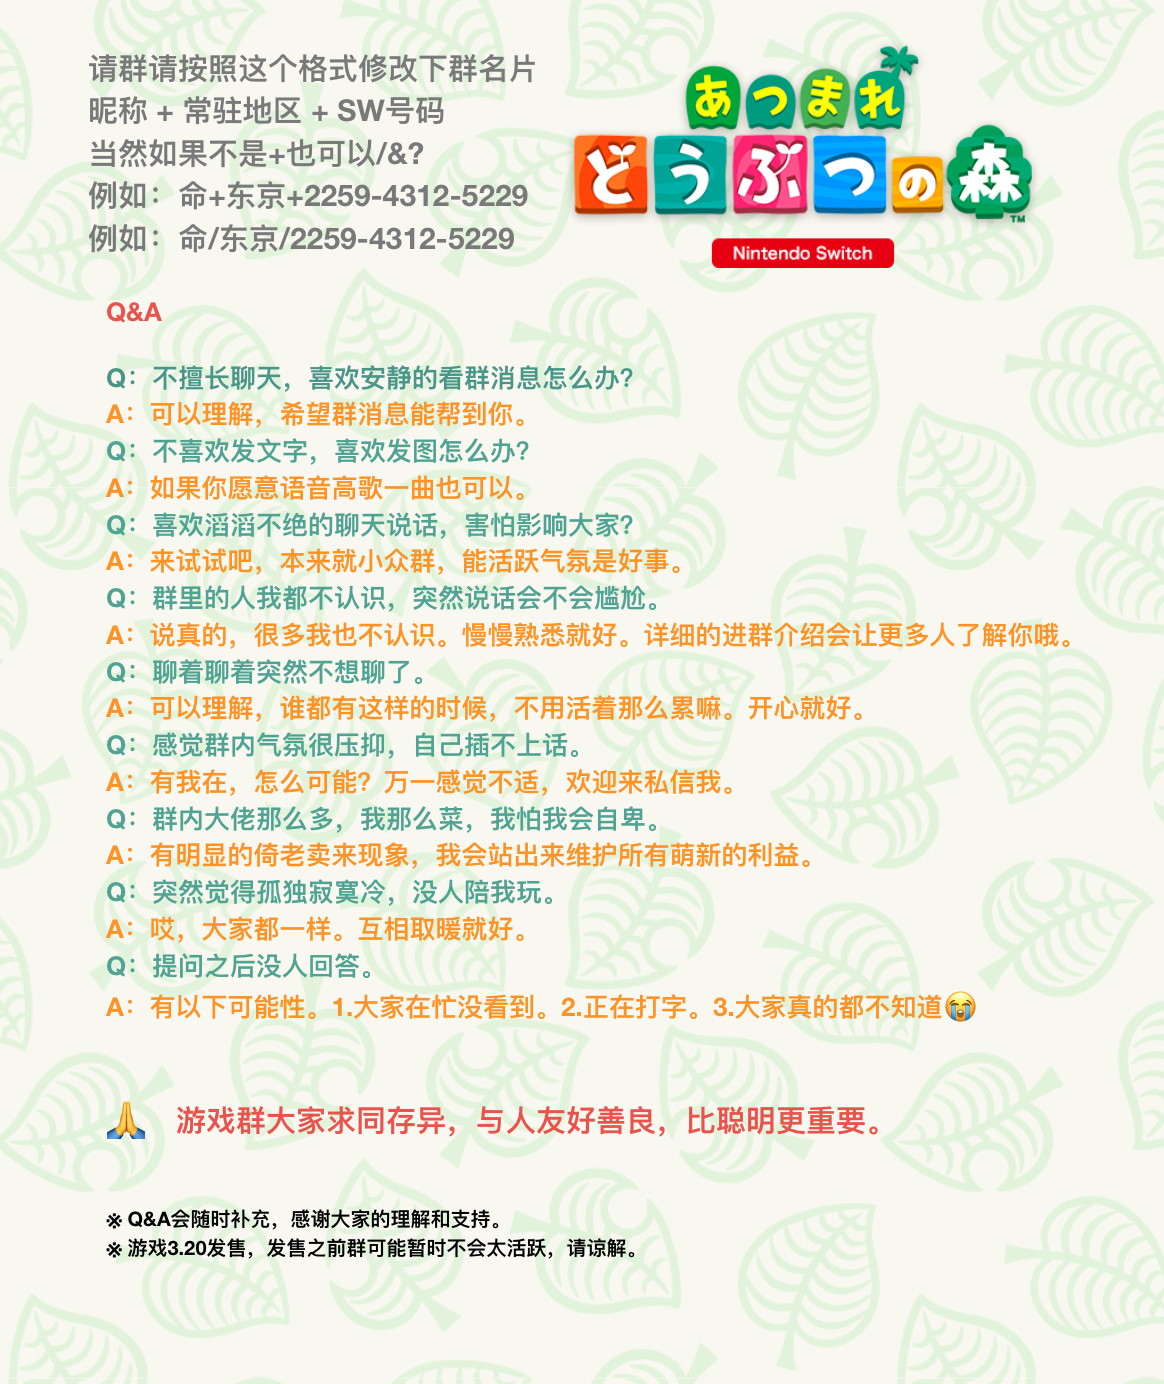 请群请按照这个格式修改下群名片
昵称 + 常驻地区 + SW号码
当然如果不是+也可以/&?
例如：命+东京+2259-4312-5229
例如：命/东京/2259-4312-5229
あつまれ
どうぶつの森™
Nintendo Switch
Q&A
Q：不擅长聊天，喜欢安静的看群消息怎么办?
A：可以理解，希望群消息能帮到你。
Q：不喜欢发文字，喜欢发图怎么办?
A：如果你愿意语音高歌一曲也可以。
Q：喜欢滔滔不绝的聊天说话，害怕影响大家?
A：来试试吧，本来就小众群，能活跃气氛是好事。
Q：群里的人我都不认识，突然说话会不会尴尬。
A：说真的，很多我也不认识。慢慢熟悉就好。详细的进群介绍会让更多人了解你哦。
Q：聊着聊着突然不想聊了。
A：可以理解，谁都有这样的时候，不用活着那么累嘛。开心就好。
Q：感觉群内气氛很压抑，自己插不上话。
A：有我在，怎么可能？万一感觉不适，欢迎来私信我。
Q：群内大佬那么多，我那么菜，我怕我会自卑。
A：有明显的倚老卖来现象，我会站出来维护所有萌新的利益。
Q：突然觉得孤独寂寞冷，没人陪我玩。
A：哎，大家都一样。互相取暖就好。
Q：提问之后没人回答。
A：有以下可能性。1.大家在忙没看到。2.正在打字。3.大家真的都不知道😭
🙏 游戏群大家求同存异，与人友好善良，比聪明更重要。
※ Q&A会随时补充，感谢大家的理解和支持。
※ 游戏3.20发售，发售之前群可能暂时不会太活跃，请谅解。